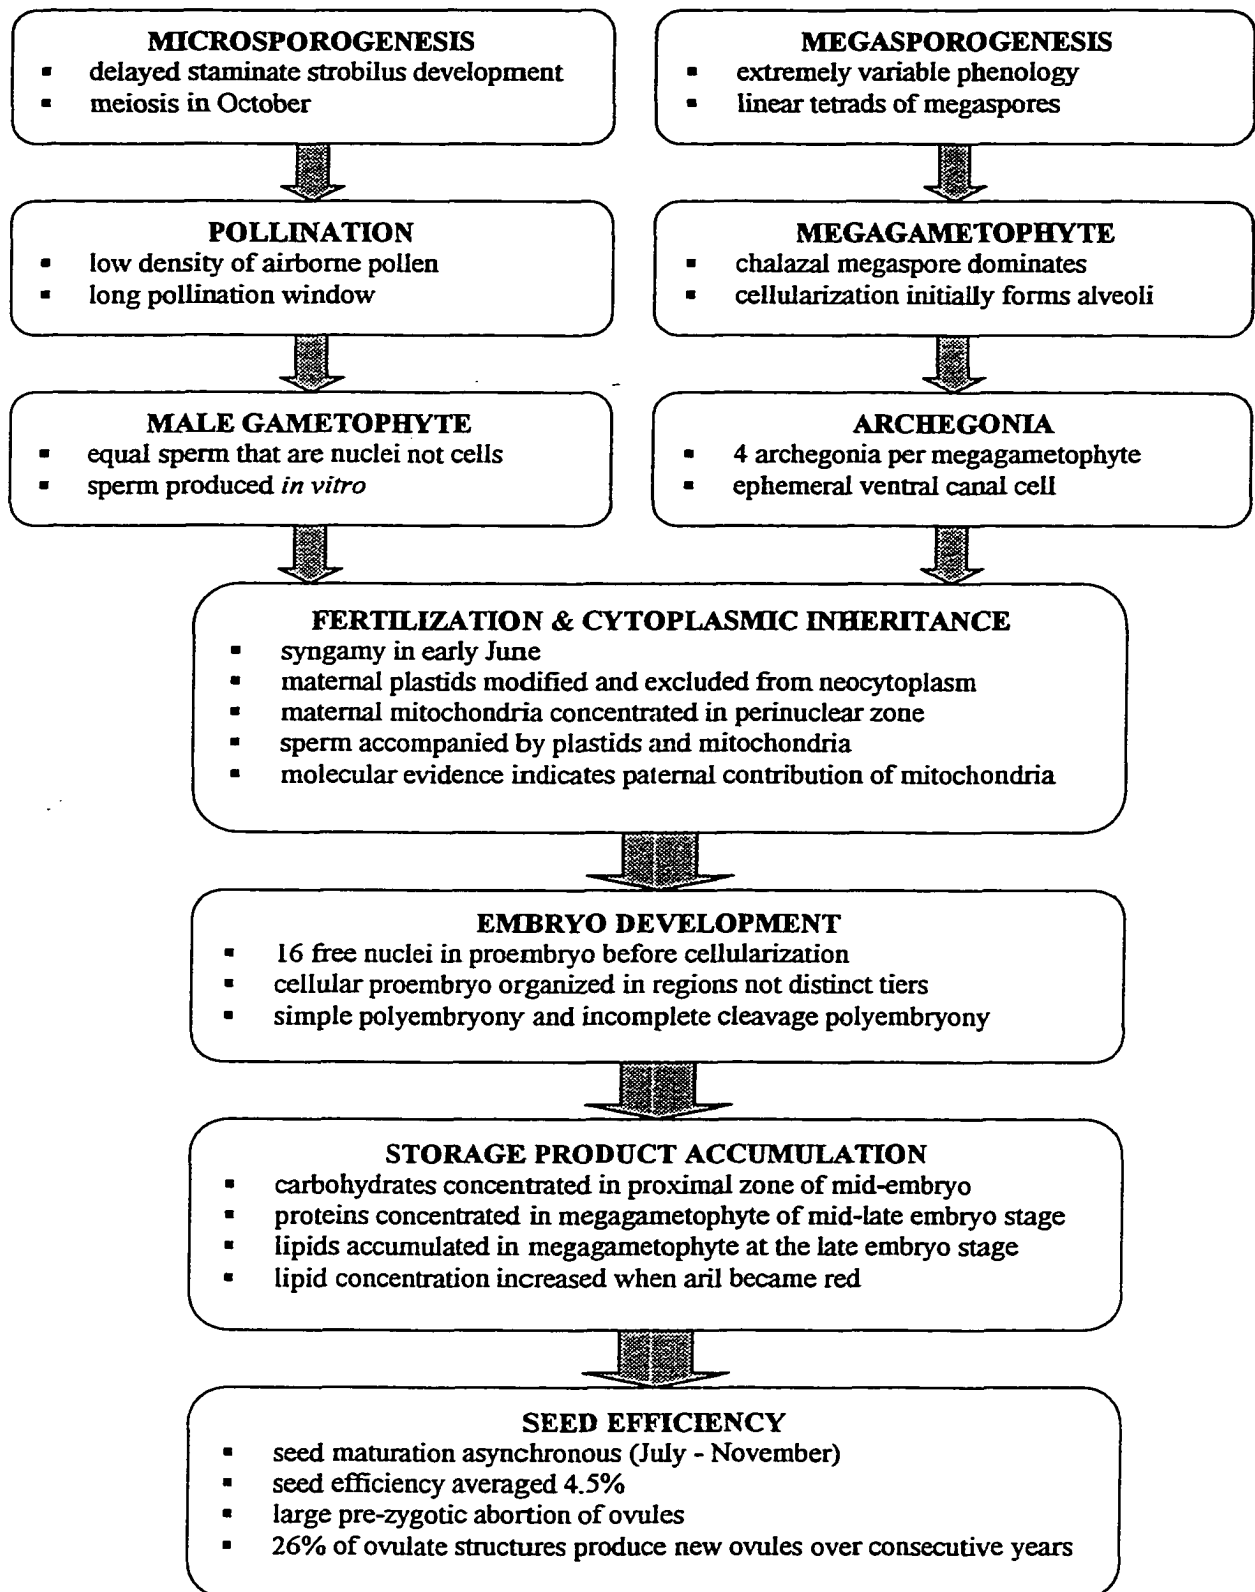 MICROSPOROGENESIS
▪ delayed staminate strobilus development
▪ meiosis in October
MEGASPOROGENESIS
▪ extremely variable phenology
▪ linear tetrads of megaspores
POLLINATION
▪ low density of airborne pollen
▪ long pollination window
MEGAGAMETOPHYTE
▪ chalazal megaspore dominates
▪ cellularization initially forms alveoli
MALE GAMETOPHYTE
▪ equal sperm that are nuclei not cells
▪ sperm produced in vitro
ARCHEGONIA
▪ 4 archegonia per megagametophyte
▪ ephemeral ventral canal cell
FERTILIZATION & CYTOPLASMIC INHERITANCE
▪ syngamy in early June
▪ maternal plastids modified and excluded from neocytoplasm
▪ maternal mitochondria concentrated in perinuclear zone
▪ sperm accompanied by plastids and mitochondria
▪ molecular evidence indicates paternal contribution of mitochondria
EMBRYO DEVELOPMENT
▪ 16 free nuclei in proembryo before cellularization
▪ cellular proembryo organized in regions not distinct tiers
▪ simple polyembryony and incomplete cleavage polyembryony
STORAGE PRODUCT ACCUMULATION
▪ carbohydrates concentrated in proximal zone of mid-embryo
▪ proteins concentrated in megagametophyte of mid-late embryo stage
▪ lipids accumulated in megagametophyte at the late embryo stage
▪ lipid concentration increased when aril became red
SEED EFFICIENCY
▪ seed maturation asynchronous (July - November)
▪ seed efficiency averaged 4.5%
▪ large pre-zygotic abortion of ovules
▪ 26% of ovulate structures produce new ovules over consecutive years